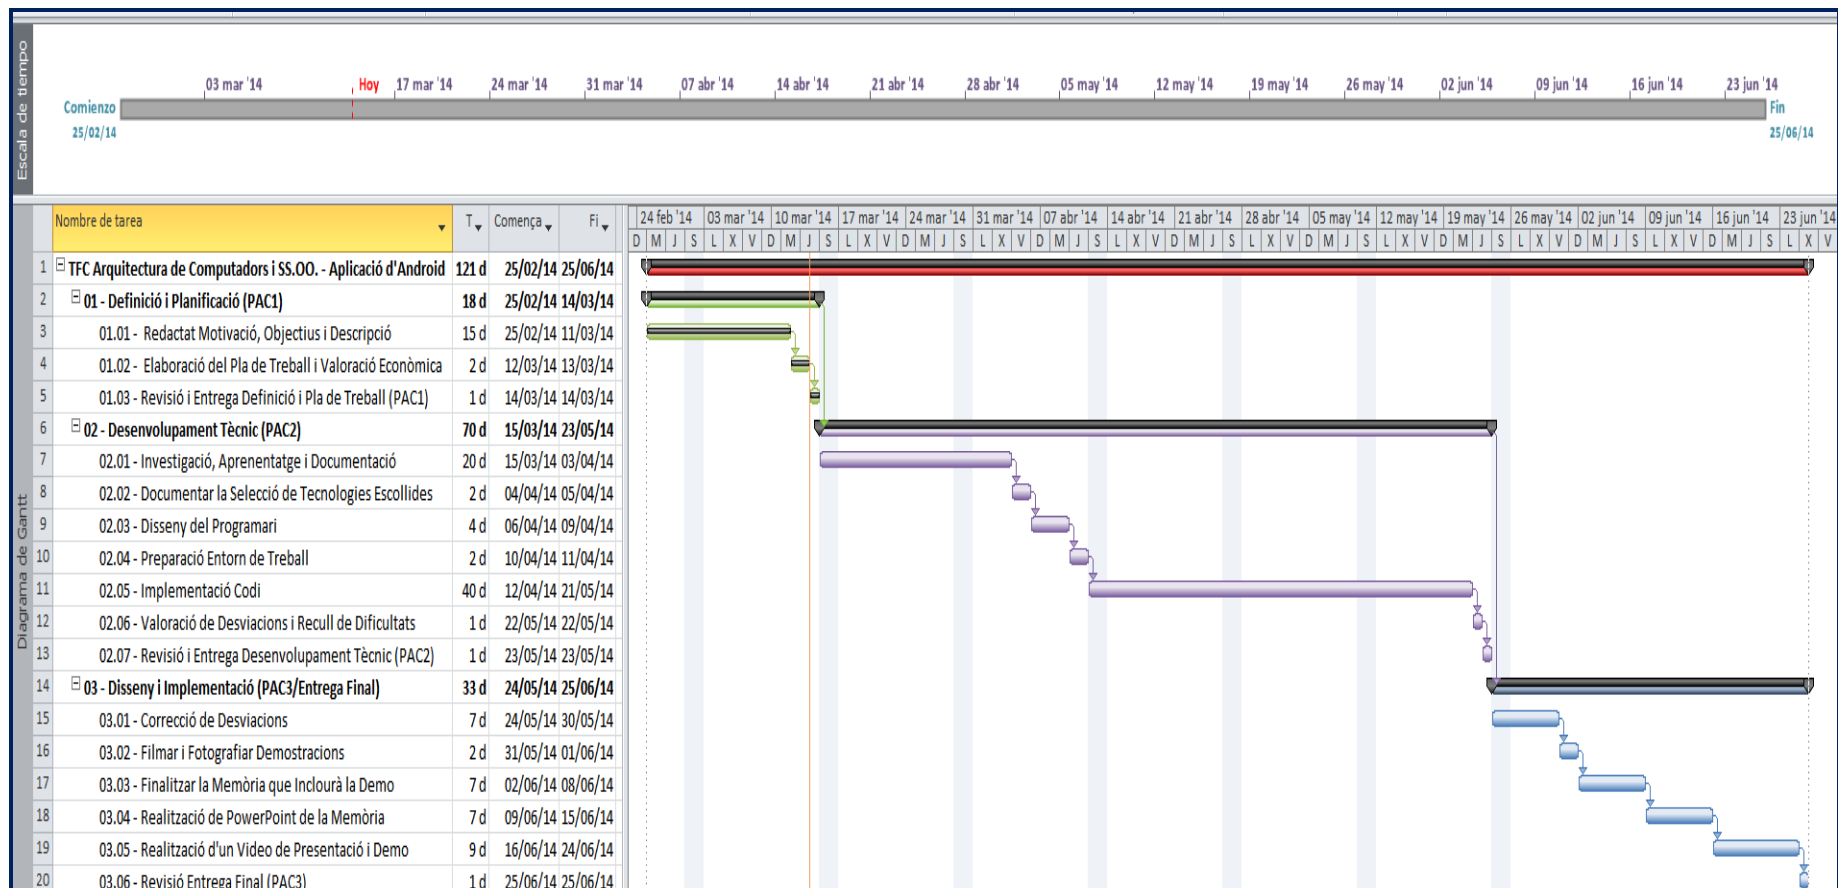 Escala de tiempo
03 mar '14 Hoy 17 mar '14 24 mar '14 31 mar '14 07 abr '14 14 abr '14 21 abr '14 28 abr '14 05 may '14 12 may '14 19 may '14 26 may '14 02 jun '14 09 jun '14 16 jun '14 23 jun '14
Comienzo Fin
25/02/14 25/06/14
Diagrama de Gantt
Nombre de tarea T Comença Fi 24 feb '14 03 mar '14 10 mar '14 17 mar '14 24 mar '14 31 mar '14 07 abr '14 14 abr '14 21 abr '14 28 abr '14 05 may '14 12 may '14 19 may '14 26 may '14 02 jun '14 09 jun '14 16 jun '14 23 jun '14
D M J S L X V D M J S L X V D M J S L X V D M J S L X V D M J S L X V D M J S L X V D M J S L X V D M J S L X V D M J S L X V
1 TFC Arquitectura de Computadors i SS.OO. - Aplicació d'Android 121 d 25/02/14 25/06/14
2 01 - Definició i Planificació (PAC1) 18 d 25/02/14 14/03/14
3 01.01 - Redactat Motivació, Objectius i Descripció 15 d 25/02/14 11/03/14
4 01.02 - Elaboració del Pla de Treball i Valoració Econòmica 2 d 12/03/14 13/03/14
5 01.03 - Revisió i Entrega Definició i Pla de Treball (PAC1) 1 d 14/03/14 14/03/14
6 02 - Desenvolupament Tècnic (PAC2) 70 d 15/03/14 23/05/14
7 02.01 - Investigació, Aprenentatge i Documentació 20 d 15/03/14 03/04/14
8 02.02 - Documentar la Selecció de Tecnologies Escollides 2 d 04/04/14 05/04/14
9 02.03 - Disseny del Programari 4 d 06/04/14 09/04/14
10 02.04 - Preparació Entorn de Treball 2 d 10/04/14 11/04/14
11 02.05 - Implementació Codi 40 d 12/04/14 21/05/14
12 02.06 - Valoració de Desviacions i Recull de Dificultats 1 d 22/05/14 22/05/14
13 02.07 - Revisió i Entrega Desenvolupament Tècnic (PAC2) 1 d 23/05/14 23/05/14
14 03 - Disseny i Implementació (PAC3/Entrega Final) 33 d 24/05/14 25/06/14
15 03.01 - Correcció de Desviacions 7 d 24/05/14 30/05/14
16 03.02 - Filmar i Fotografiar Demostracions 2 d 31/05/14 01/06/14
17 03.03 - Finalitzar la Memòria que Inclourà la Demo 7 d 02/06/14 08/06/14
18 03.04 - Realització de PowerPoint de la Memòria 7 d 09/06/14 15/06/14
19 03.05 - Realització d'un Video de Presentació i Demo 9 d 16/06/14 24/06/14
20 03.06 - Revisió Entrega Final (PAC3) 1 d 25/06/14 25/06/14